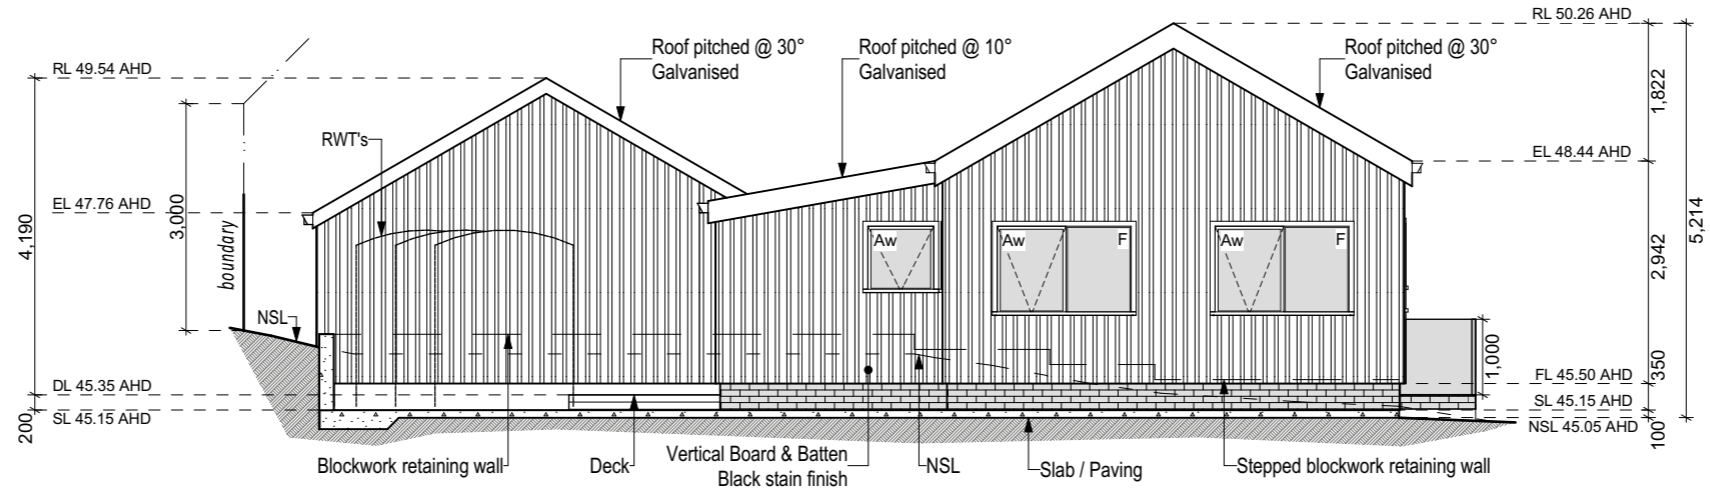 RL 50.26 AHD
Roof pitched @ 30°
Galvanised
Roof pitched @ 10°
Galvanised
Roof pitched @ 30°
Galvanised
RL 49.54 AHD
1,822
RWT's
EL 48.44 AHD
EL 47.76 AHD
3,000
4,190
boundary
5,214
2,942
Aw
Aw
F
Aw
F
NSL
1,000
350
DL 45.35 AHD
FL 45.50 AHD
SL 45.15 AHD
SL 45.15 AHD
200
NSL 45.05 AHD
100
Blockwork retaining wall
Deck
Vertical Board & Batten
Black stain finish
NSL
Slab / Paving
Stepped blockwork retaining wall